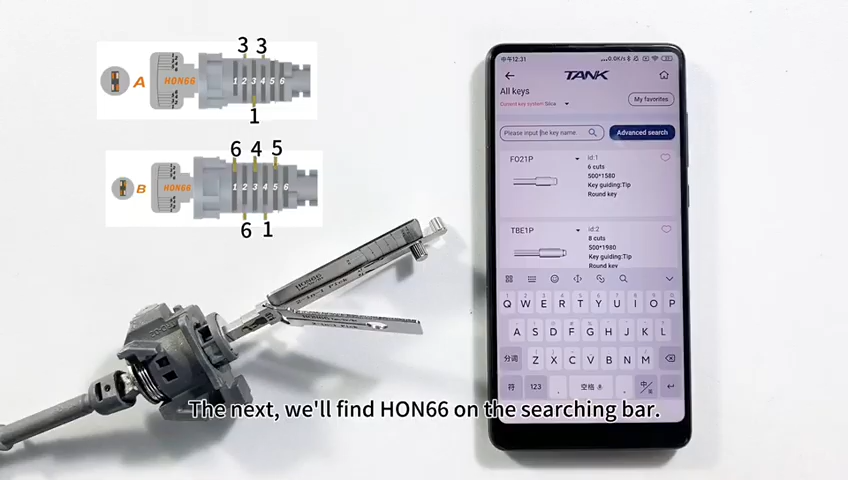 3 3
A HON66 1 2 3 4 5 6
1
6 4 5
B HON66 1 2 3 4 5 6
6 1
中午12:31
TANK
All keys
Current key system: Silca
My favorites
Please input the key name
Advanced search
FO21P
id:1
6 cuts
500*1580
Key guiding:Tip
Round key
TBE1P
id:2
8 cuts
500*1980
Key guiding:Tip
Round key
Q W E R T Y U I O P
A S D F G H J K L
分词 Z X C V B N M
符 123 空格 中/英
The next, we'll find HON66 on the searching bar.